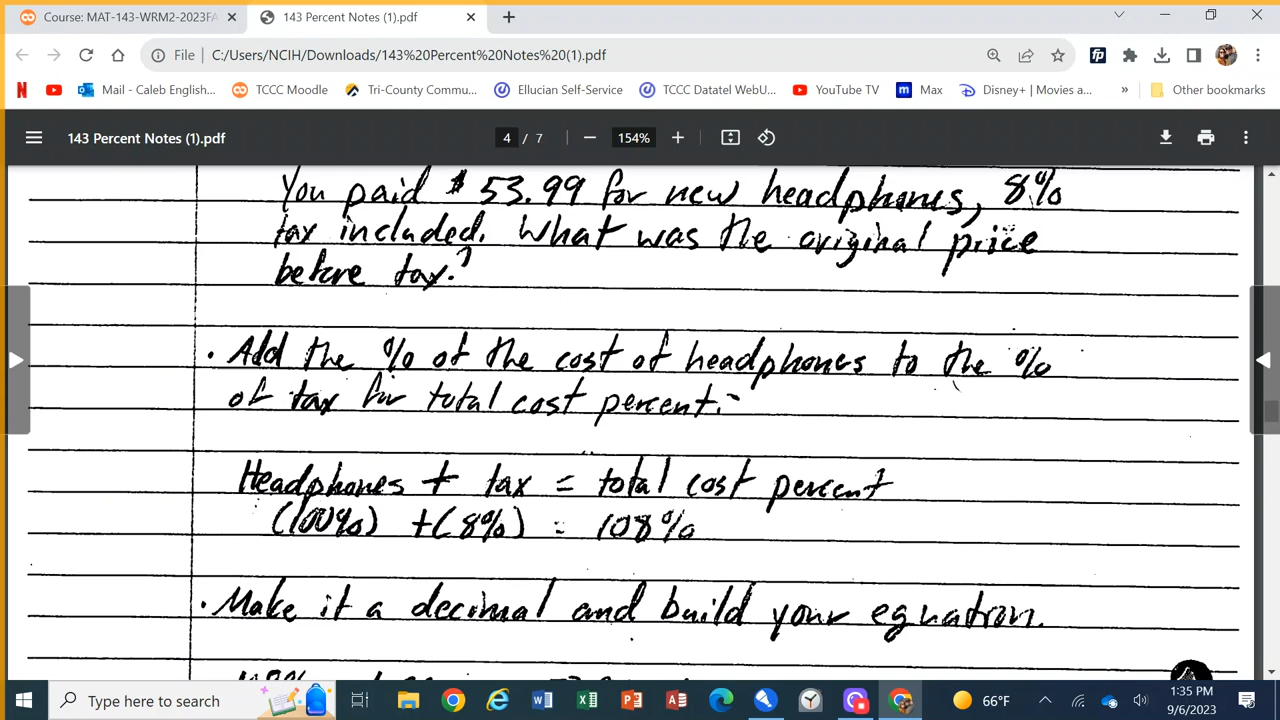 Course: MAT-143-WRM2-2023FA
143 Percent Notes (1).pdf
File
C:/Users/NCIH/Downloads/143%20Percent%20Notes%20(1).pdf
Mail - Caleb English...
TCCC Moodle
Tri-County Commu...
Ellucian Self-Service
TCCC Datatel WebU...
YouTube TV
Max
Disney+ | Movies a...
»
Other bookmarks
143 Percent Notes (1).pdf
4 / 7
154%
You paid $53.99 for new headphones, 8%
tax included. What was the original price
before tax?
. Add the % of the cost of headphones to the %
of tax for total cost percent.
Headphones + tax = total cost percent
(100%) + (8%) = 108%
. Make it a decimal and build your equation.
Type here to search
66°F
1:35 PM
9/6/2023